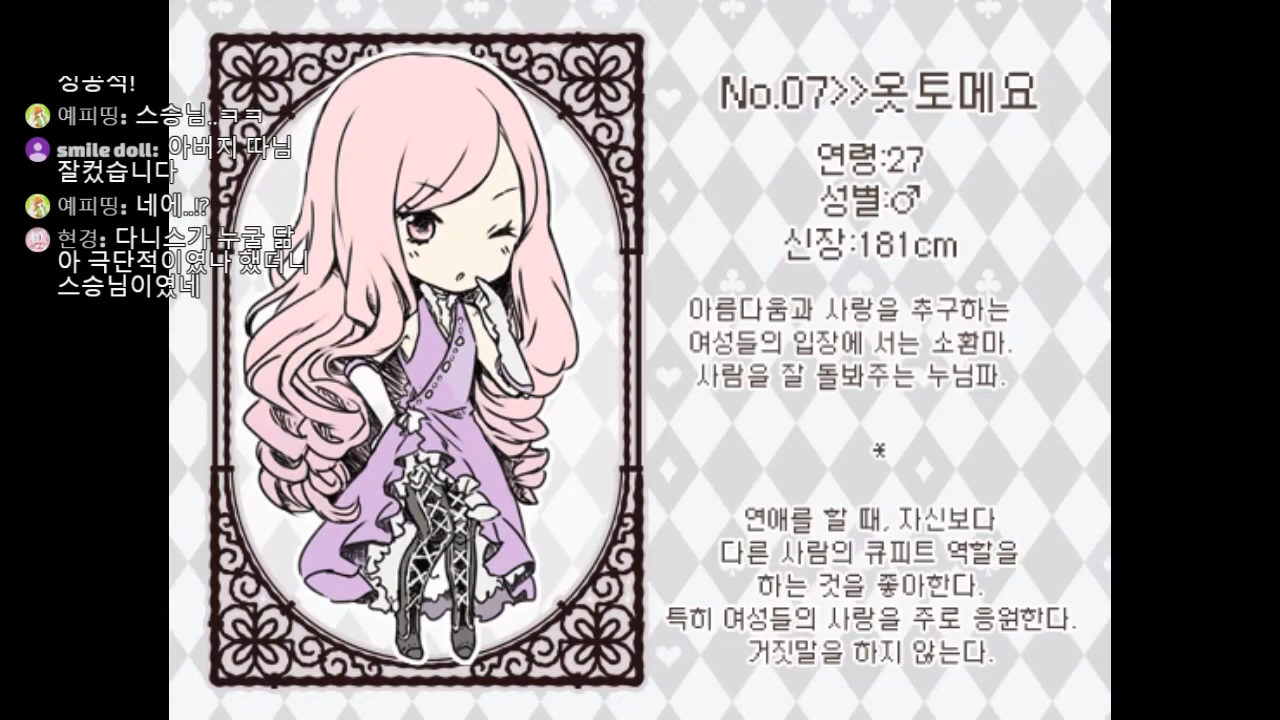 싱공석!
예피띵: 스승님..ㅋㅋ
smile doll: 아버지 따님
잘컸습니다
예피띵: 네에..!?
현경: 다니스가 누굴 닮
아 극단적이였나 했더니
스승님이였네
No.07>>옷토메요
연령:27
성별:♂
신장:181cm
아름다움과 사랑을 추구하는
여성들의 입장에 서는 소환마.
사람을 잘 돌봐주는 누님파.
*
연애를 할 때, 자신보다
다른 사람의 큐피트 역할을
하는 것을 좋아한다.
특히 여성들의 사랑을 주로 응원한다.
거짓말을 하지 않는다.